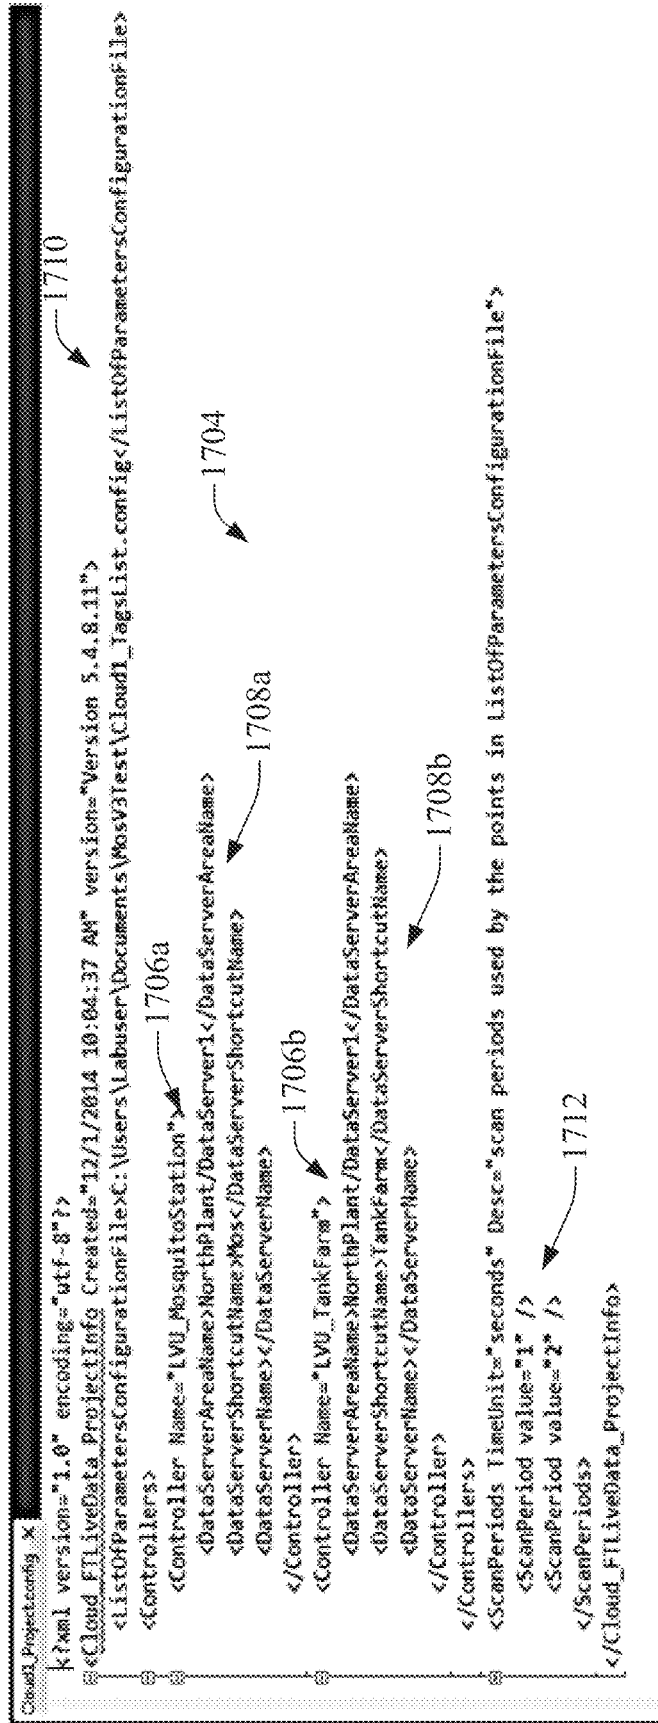 Cloud1_Project.config ×
<?xml version="1.0" encoding="utf-8"?>
<Cloud_FTLiveData_ProjectInfo Created="12/1/2014 10:04:37 AM" version="Version 5.4.8.11">
1710
<ListOfParametersConfigurationFile>C:\Users\Labuser\Documents\MosV3Test\Cloud1_TagsList.config</ListOfParametersConfigurationFile>
<Controllers>
<Controller Name="LVU_MosquitoStation">
1706a
<DataServerAreaName>NorthPlant/DataServer1</DataServerAreaName>
1704
<DataServerShortcutName>Mos</DataServerShortcutName>
1708a
<DataServerName></DataServerName>
</Controller>
<Controller Name="LVU_TankFarm">
1706b
<DataServerAreaName>NorthPlant/DataServer1</DataServerAreaName>
<DataServerShortcutName>TankFarm</DataServerShortcutName>
<DataServerName></DataServerName>
1708b
</Controller>
</Controllers>
<ScanPeriods TimeUnit="seconds" Desc="scan periods used by the points in ListOfParametersConfigurationFile">
<ScanPeriod value="1" />
<ScanPeriod value="2" />
1712
</ScanPeriods>
</Cloud_FTLiveData_ProjectInfo>